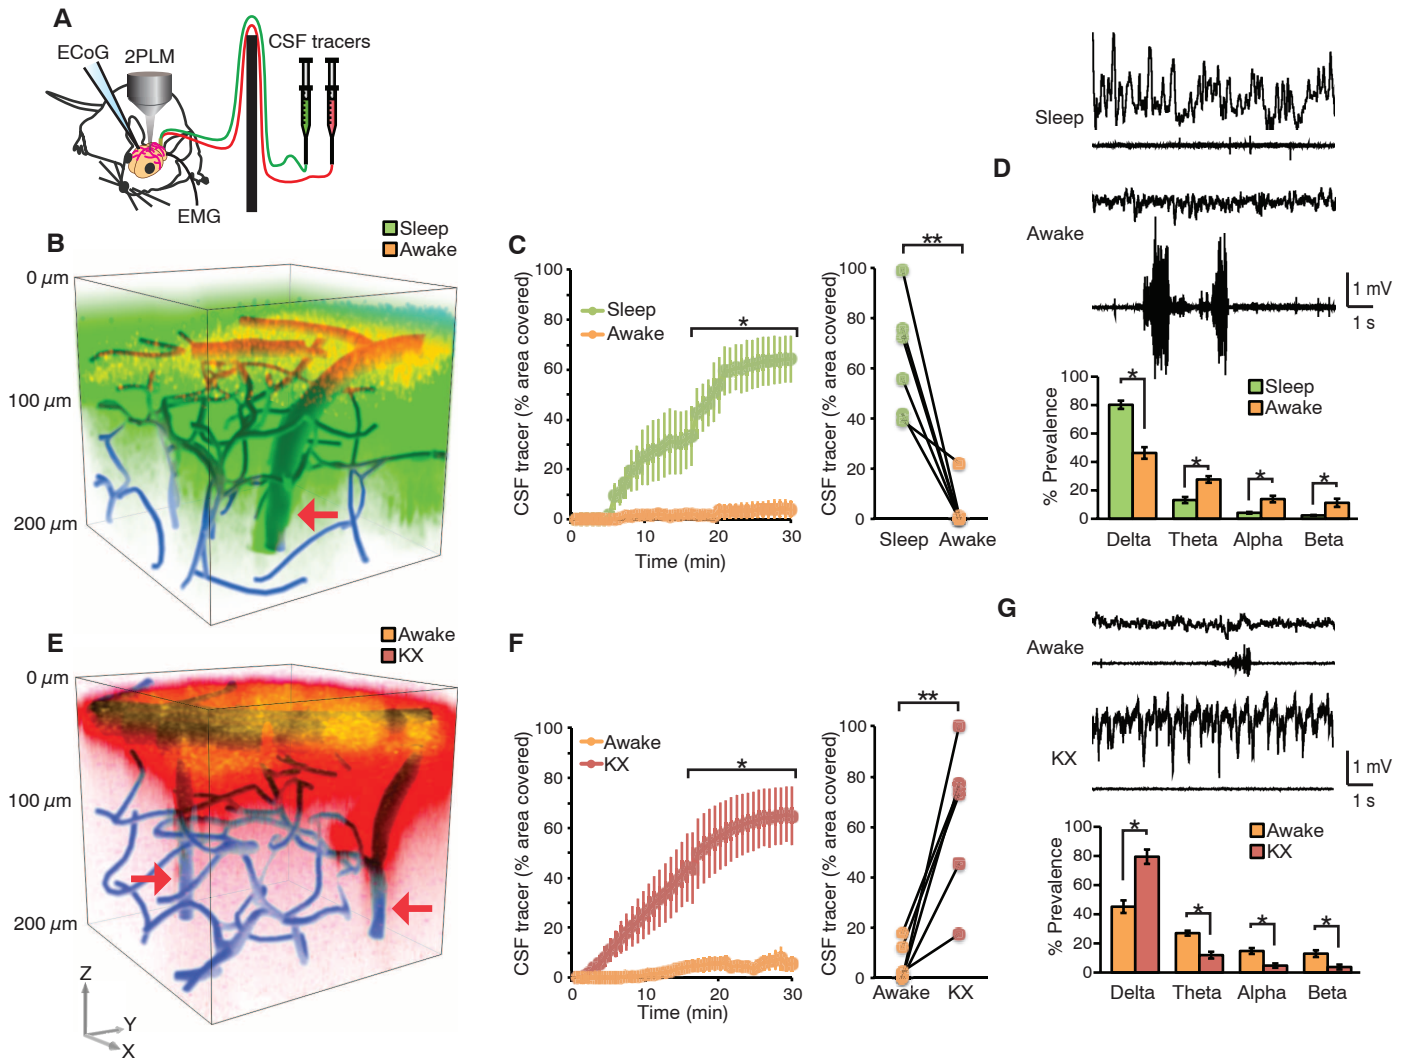 A
ECoG
2PLM
CSF tracers
EMG
B
Sleep
Awake
0 µm
100 µm
200 µm
C
CSF tracer (% area covered)
100
80
60
40
20
0
Sleep
Awake
*
0 10 20 30
Time (min)
CSF tracer (% area covered)
100
80
60
40
20
0
**
Sleep Awake
D
Sleep
Awake
1 mV
1 s
% Prevalence
100
80
60
40
20
0
Sleep
Awake
* * * *
Delta Theta Alpha Beta
E
Awake
KX
0 µm
100 µm
200 µm
Z
Y
X
F
CSF tracer (% area covered)
100
80
60
40
20
0
Awake
KX
*
0 10 20 30
Time (min)
CSF tracer (% area covered)
100
80
60
40
20
0
**
Awake KX
G
Awake
KX
1 mV
1 s
% Prevalence
100
80
60
40
20
0
Awake
KX
* * * *
Delta Theta Alpha Beta